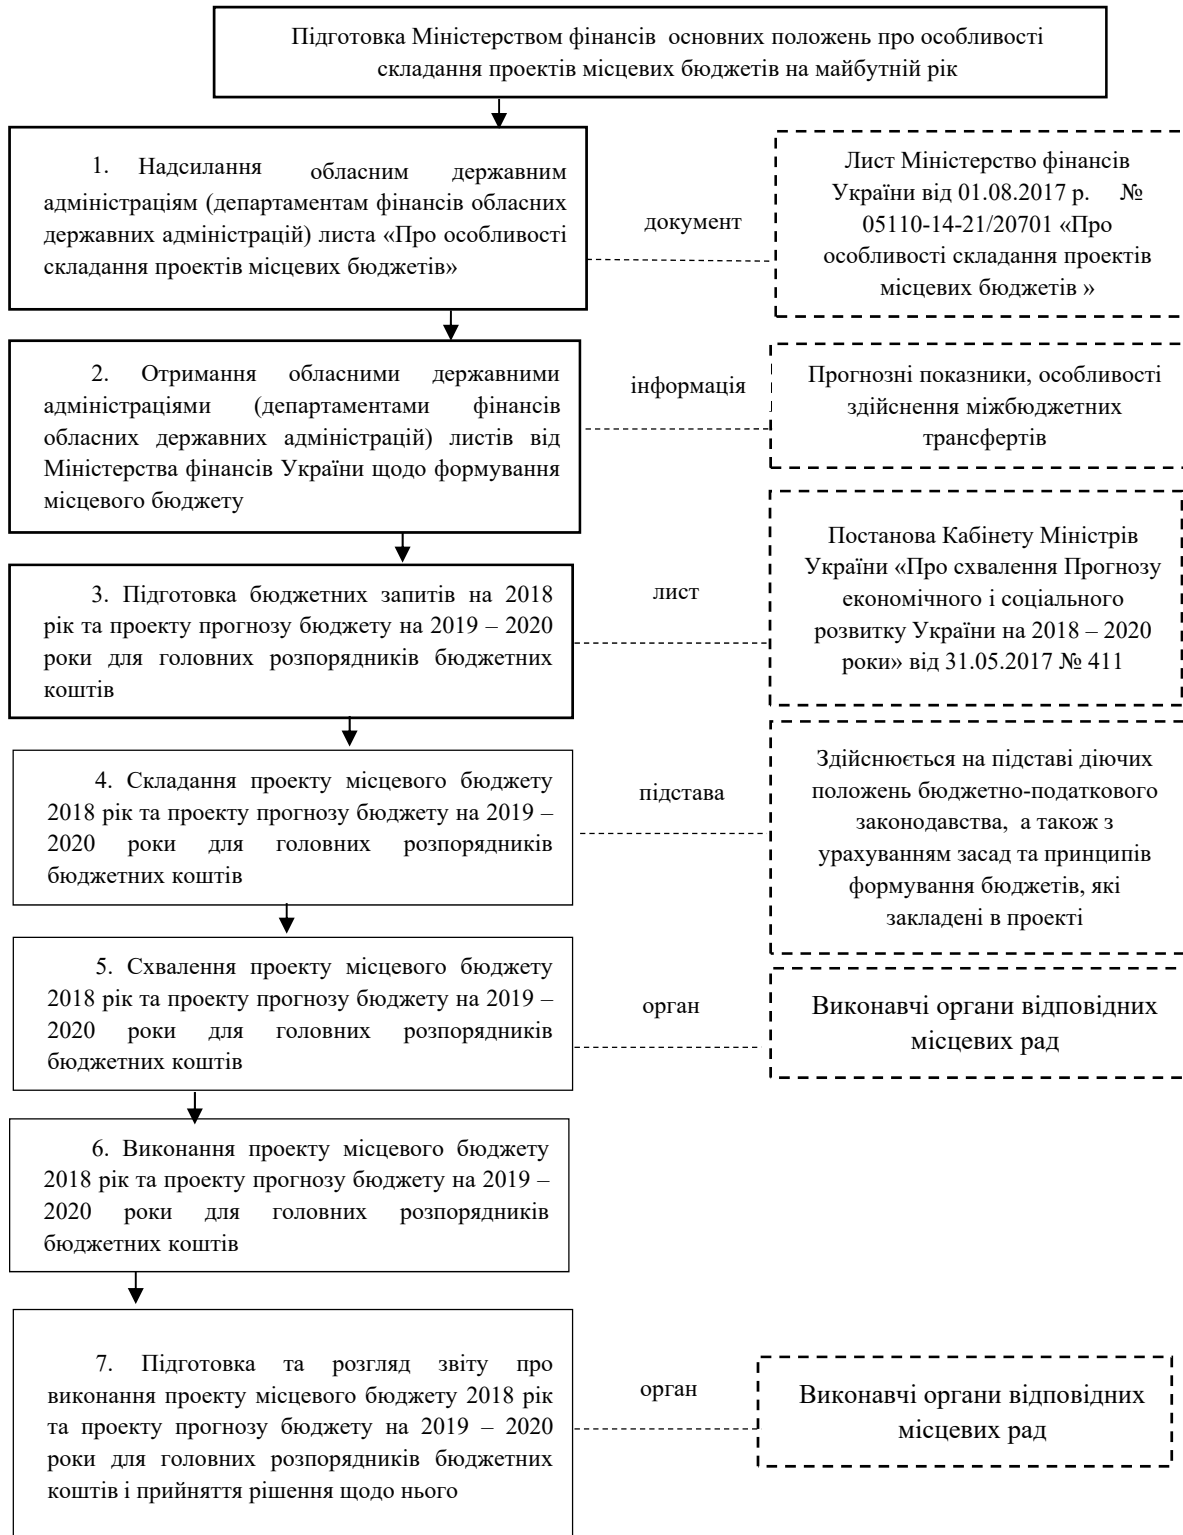 Підготовка Міністерством фінансів основних положень про особливості
складання проектів місцевих бюджетів на майбутній рік
1. Надсилання обласним державним
адміністраціям (департаментам фінансів обласних
державних адміністрацій) листа «Про особливості
складання проектів місцевих бюджетів»
документ
Лист Міністерство фінансів
України від 01.08.2017 р. №
05110-14-21/20701 «Про
особливості складання проектів
місцевих бюджетів »
2. Отримання обласними державними
адміністраціями (департаментами фінансів
обласних державних адміністрацій) листів від
Міністерства фінансів України щодо формування
місцевого бюджету
інформація
Прогнозні показники, особливості
здійснення міжбюджетних
трансфертів
3. Підготовка бюджетних запитів на 2018
рік та проекту прогнозу бюджету на 2019 – 2020
роки для головних розпорядників бюджетних
коштів
лист
Постанова Кабінету Міністрів
України «Про схвалення Прогнозу
економічного і соціального
розвитку України на 2018 – 2020
роки» від 31.05.2017 № 411
4. Складання проекту місцевого бюджету
2018 рік та проекту прогнозу бюджету на 2019 –
2020 роки для головних розпорядників
бюджетних коштів
підстава
Здійснюється на підставі діючих
положень бюджетно-податкового
законодавства, а також з
урахуванням засад та принципів
формування бюджетів, які
закладені в проекті
5. Схвалення проекту місцевого бюджету
2018 рік та проекту прогнозу бюджету на 2019 –
2020 роки для головних розпорядників
бюджетних коштів
орган
Виконавчі органи відповідних
місцевих рад
6. Виконання проекту місцевого бюджету
2018 рік та проекту прогнозу бюджету на 2019 –
2020 роки для головних розпорядників
бюджетних коштів
7. Підготовка та розгляд звіту про
виконання проекту місцевого бюджету 2018 рік
та проекту прогнозу бюджету на 2019 – 2020
роки для головних розпорядників бюджетних
коштів і прийняття рішення щодо нього
орган
Виконавчі органи відповідних
місцевих рад